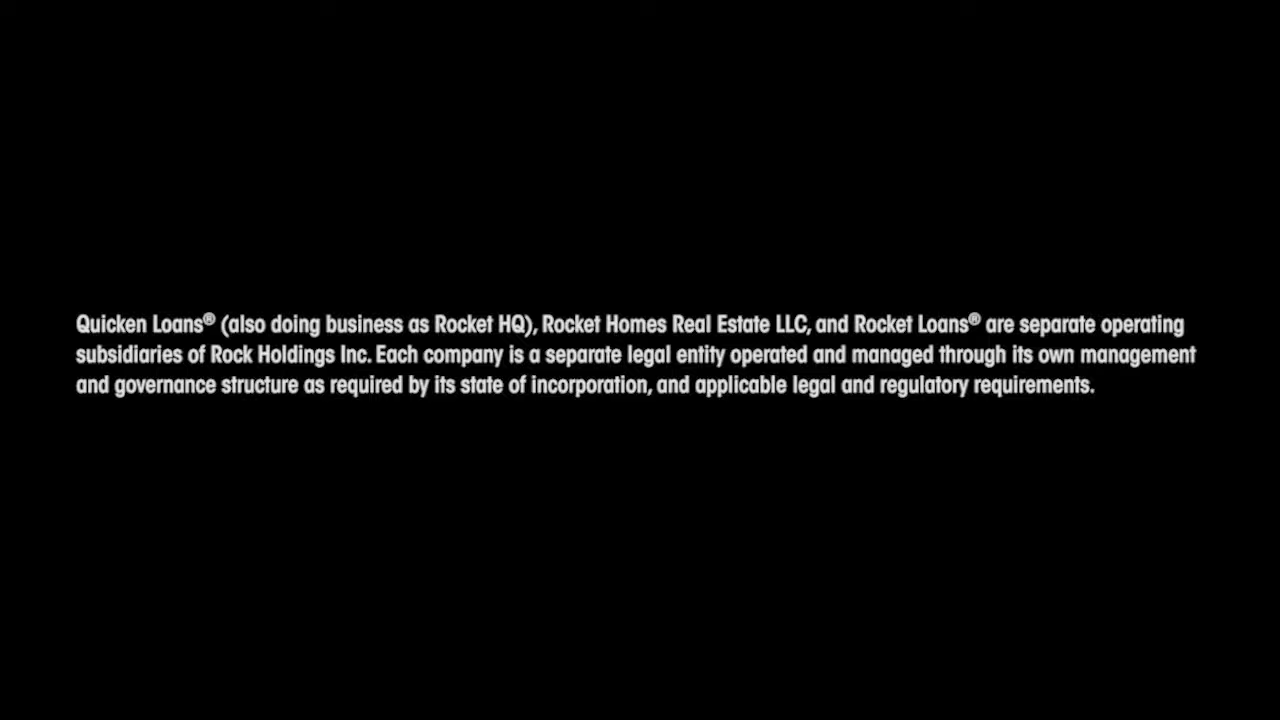 Quicken Loans® (also doing business as Rocket HQ), Rocket Homes Real Estate LLC, and Rocket Loans® are separate operating
subsidiaries of Rock Holdings Inc. Each company is a separate legal entity operated and managed through its own management
and governance structure as required by its state of incorporation, and applicable legal and regulatory requirements.